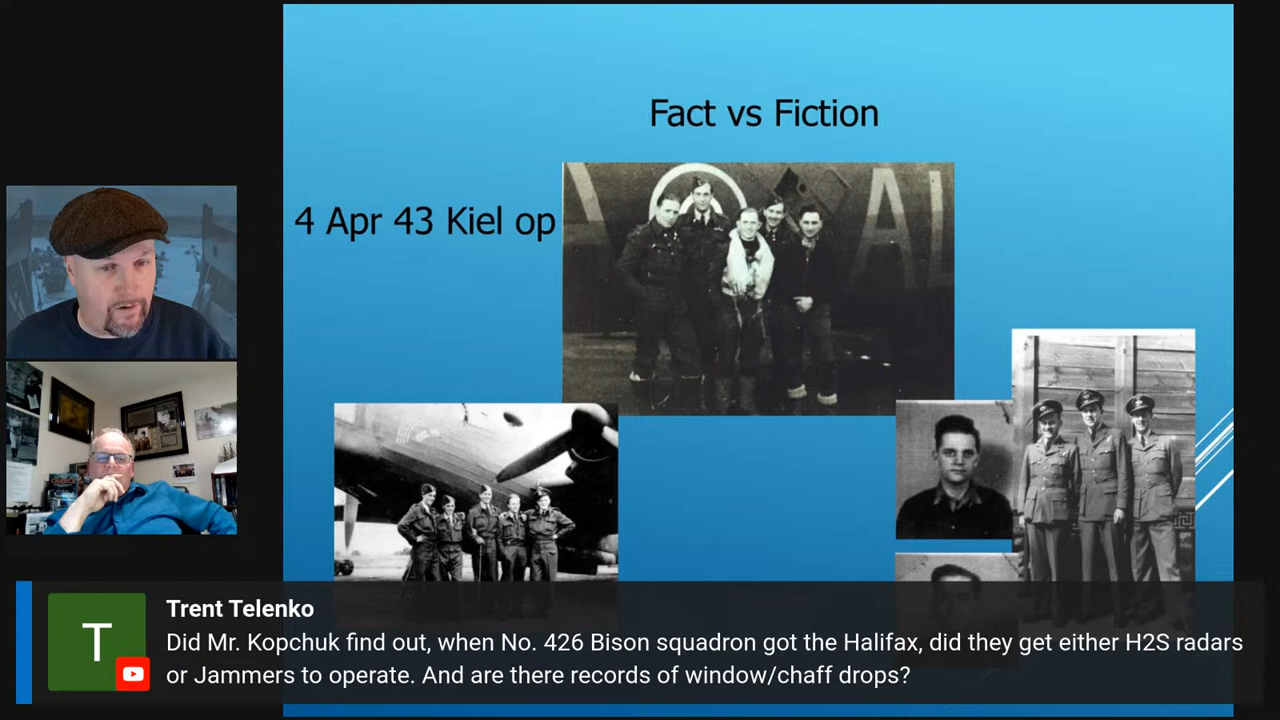 Fact vs Fiction
4 Apr 43 Kiel op
AL
T
Trent Telenko
Did Mr. Kopchuk find out, when No. 426 Bison squadron got the Halifax, did they get either H2S radars
or Jammers to operate. And are there records of window/chaff drops?